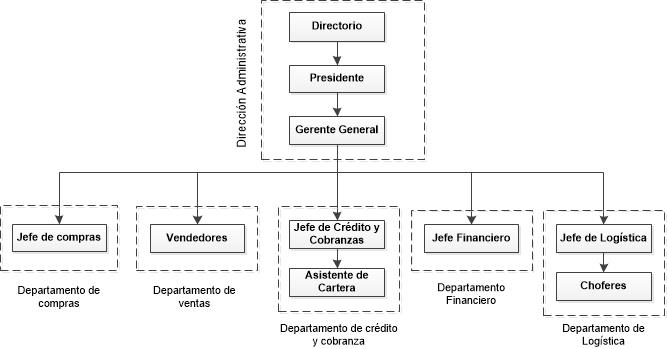 Dirección Administrativa
Directorio
Presidente
Gerente General
Jefe de compras
Departamento de
compras
Vendedores
Departamento de
ventas
Jefe de Crédito y
Cobranzas
Asistente de
Cartera
Departamento de crédito
y cobranza
Jefe Financiero
Departamento
Financiero
Jefe de Logística
Choferes
Departamento de
Logística